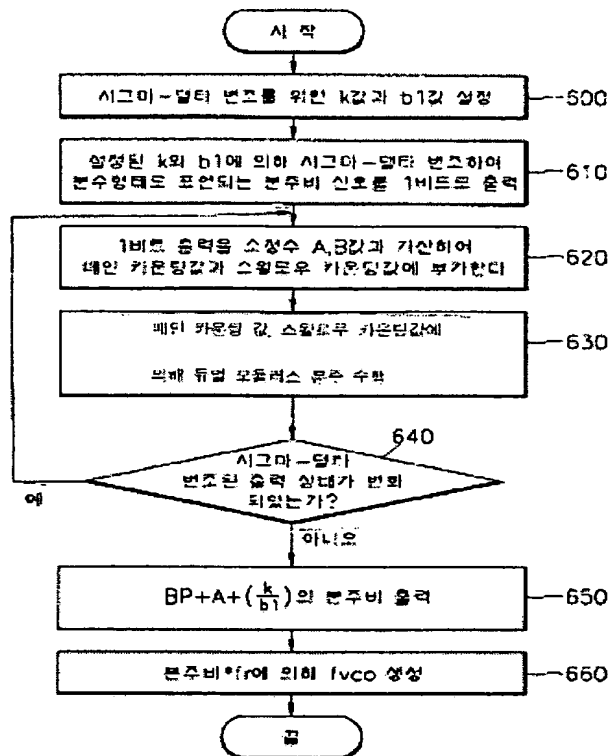 시 작
시그마-델타 변조를 위한 k값과 b1값 설정
600
설정된 k와 b1에 의해 시그마-델타 변조하여
분수형태로 표현되는 분주비 신호를 1비트로 출력
610
1비트 출력을 소정수 A,B값과 가산하여
메인 카운팅값과 스왈로우 카운팅값에 부가한다
620
메인 카운팅 값, 스왈로우 카운팅값에
의해 듀얼 모듈러스 분주 수행
630
640
시그마-델타
변조된 출력 상태가 변화
되었는가?
예
아니요
BP+A+(k/b1)의 분주비 출력
650
분주비*fr에 의해 fvco 생성
660
끝